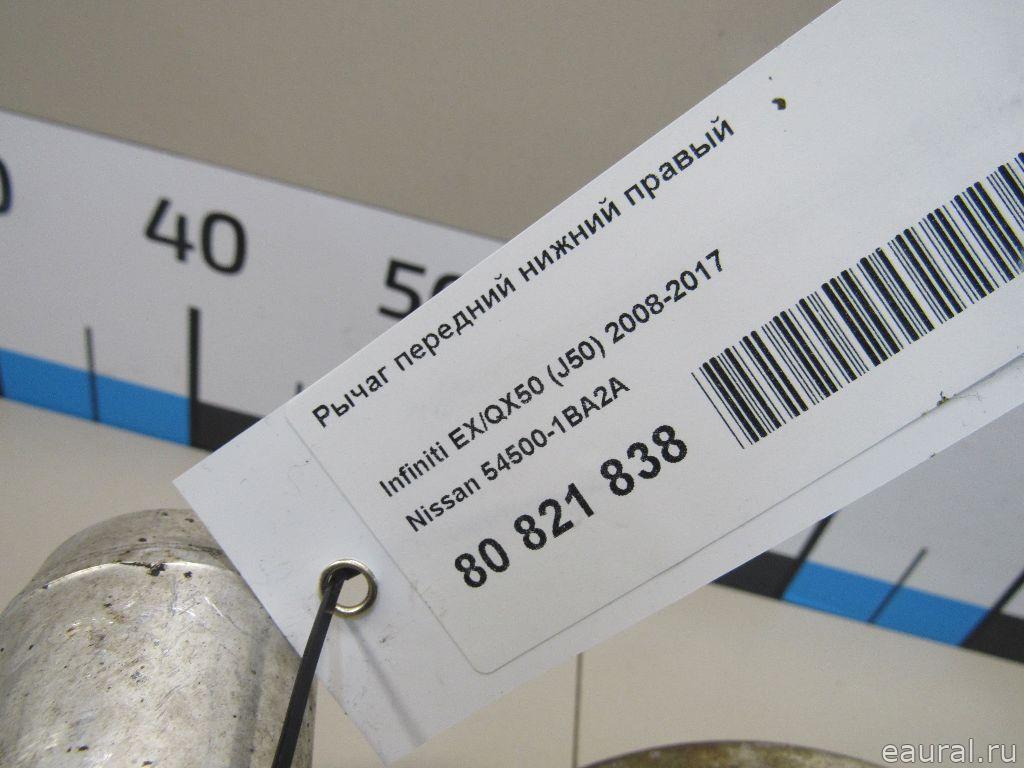 40
50
Рычаг передний нижний правый
Infiniti EX/QX50 (J50) 2008-2017
Nissan 54500-1BA2A
80 821 838
eaural.ru